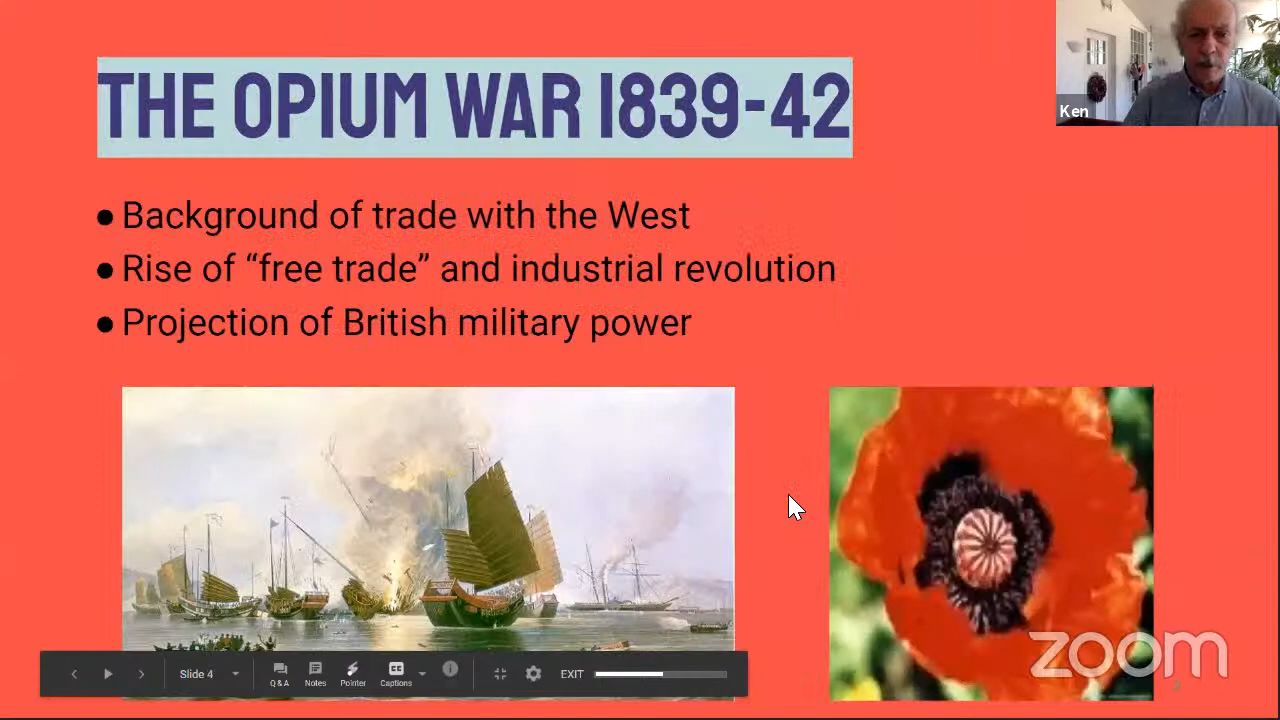 THE OPIUM WAR 1839-42
Ken
● Background of trade with the West
● Rise of “free trade” and industrial revolution
● Projection of British military power
Slide 4
Q&A
Notes
Pointer
CC
Captions
EXIT
zoom